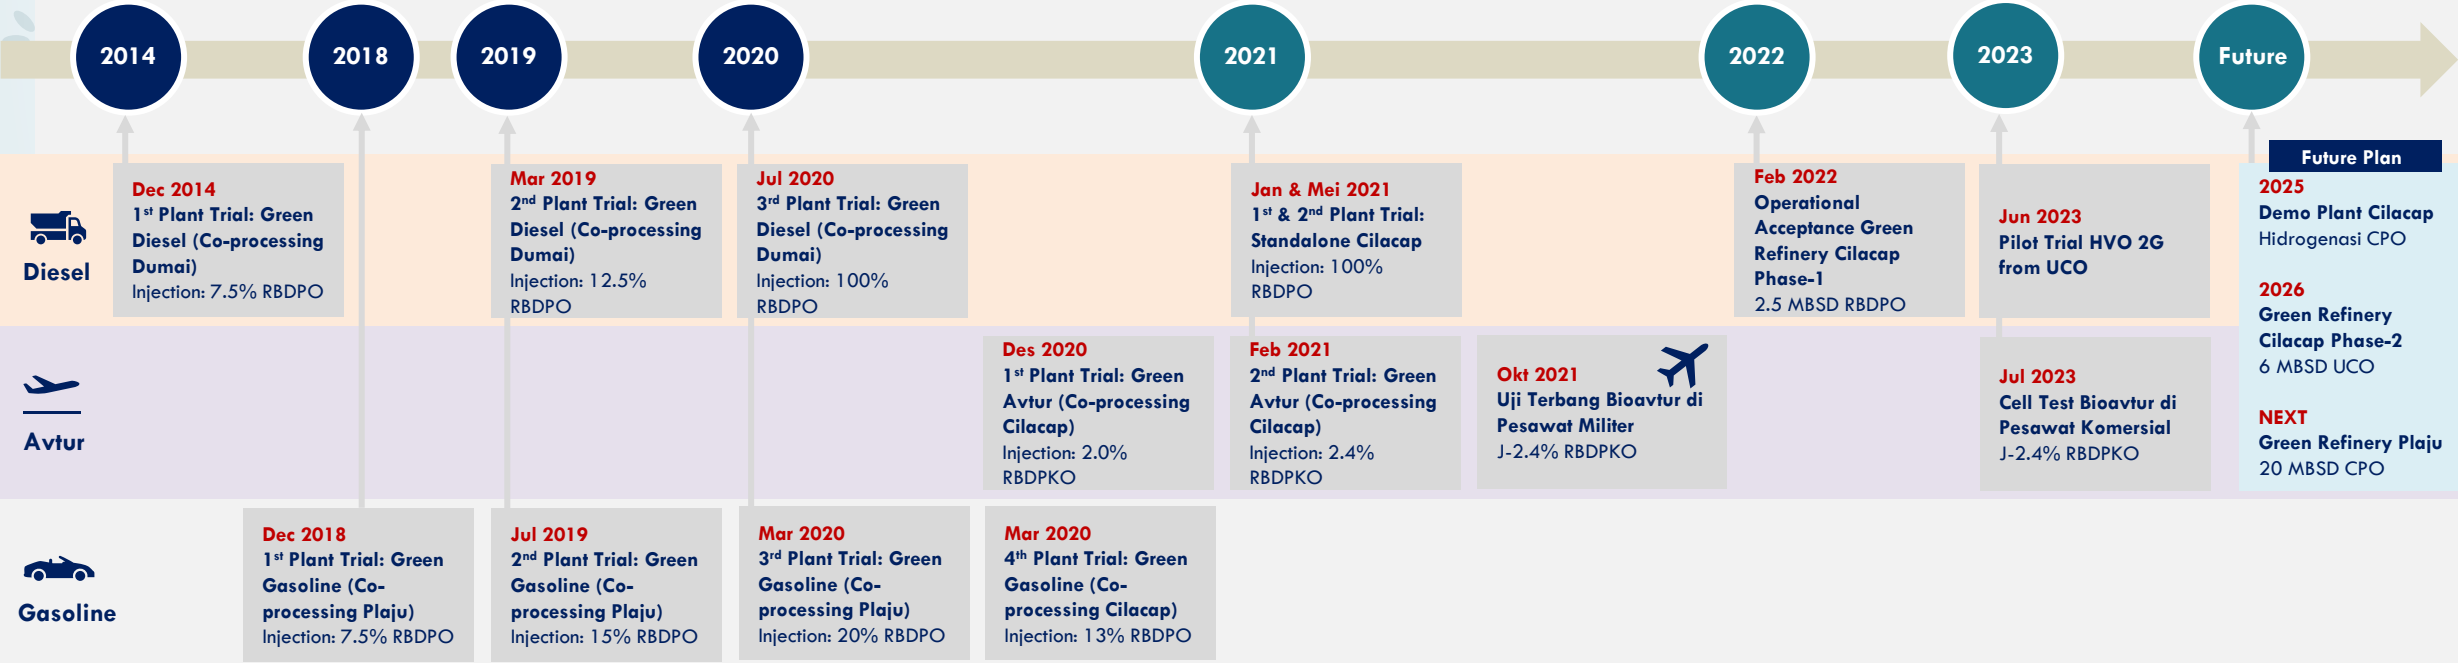 2014
2018
2019
2020
2021
2022
2023
Future
Diesel
Dec 2014
1st Plant Trial: Green
Diesel (Co-processing
Dumai)
Injection: 7.5% RBDPO
Mar 2019
2nd Plant Trial: Green
Diesel (Co-processing
Dumai)
Injection: 12.5%
RBDPO
Jul 2020
3rd Plant Trial: Green
Diesel (Co-processing
Dumai)
Injection: 100%
RBDPO
Jan & Mei 2021
1st & 2nd Plant Trial:
Standalone Cilacap
Injection: 100%
RBDPO
Feb 2022
Operational
Acceptance Green
Refinery Cilacap
Phase-1
2.5 MBSD RBDPO
Jun 2023
Pilot Trial HVO 2G
from UCO
Future Plan
2025
Demo Plant Cilacap
Hidrogenasi CPO
2026
Green Refinery
Cilacap Phase-2
6 MBSD UCO
NEXT
Green Refinery Plaju
20 MBSD CPO
Avtur
Des 2020
1st Plant Trial: Green
Avtur (Co-processing
Cilacap)
Injection: 2.0%
RBDPKO
Feb 2021
2nd Plant Trial: Green
Avtur (Co-processing
Cilacap)
Injection: 2.4%
RBDPKO
Okt 2021
Uji Terbang Bioavtur di
Pesawat Militer
J-2.4% RBDPKO
Jul 2023
Cell Test Bioavtur di
Pesawat Komersial
J-2.4% RBDPKO
Gasoline
Dec 2018
1st Plant Trial: Green
Gasoline (Co-
processing Plaju)
Injection: 7.5% RBDPO
Jul 2019
2nd Plant Trial: Green
Gasoline (Co-
processing Plaju)
Injection: 15% RBDPO
Mar 2020
3rd Plant Trial: Green
Gasoline (Co-
processing Plaju)
Injection: 20% RBDPO
Mar 2020
4th Plant Trial: Green
Gasoline (Co-
processing Cilacap)
Injection: 13% RBDPO